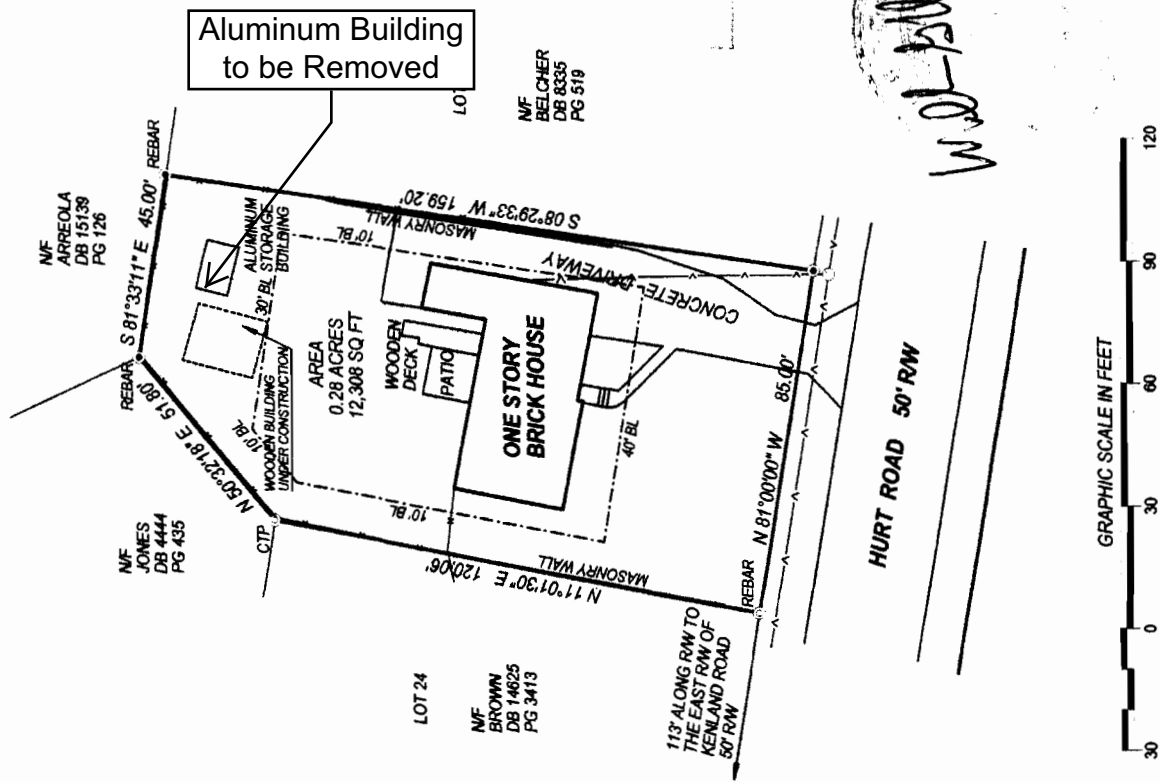 Aluminum Building
to be Removed
N/F
ARREOLA
DB 15139
PG 126
N/F
BELCHER
DB 8335
PG 519
S 81°33'11" E 45.00'
REBAR
REBAR
N 50°32'18" E 51.80'
N/F
JONES
DB 4444
PG 435
CTP
ALUMINUM
STORAGE
BUILDING
30' BL
10' BL
WOODEN BUILDING
UNDER CONSTRUCTION
AREA
0.28 ACRES
12,308 SQ FT
WOODEN
DECK
PATIO
ONE STORY
BRICK HOUSE
10' BL
MASONRY WALL
S 08°29'33" W 159.20'
CONCRETE DRIVEWAY
10' BL
40' BL
N 11°01'30" E 120.06'
MASONRY WALL
N 81°00'00" W 85.00'
REBAR
LOT 24
N/F
BROWN
DB 14625
PG 3413
113' ALONG R/W TO
THE EAST R/W OF
KENLAND ROAD
50' R/W
HURT ROAD 50' R/W
GRAPHIC SCALE IN FEET
30 0 30 60 90 120